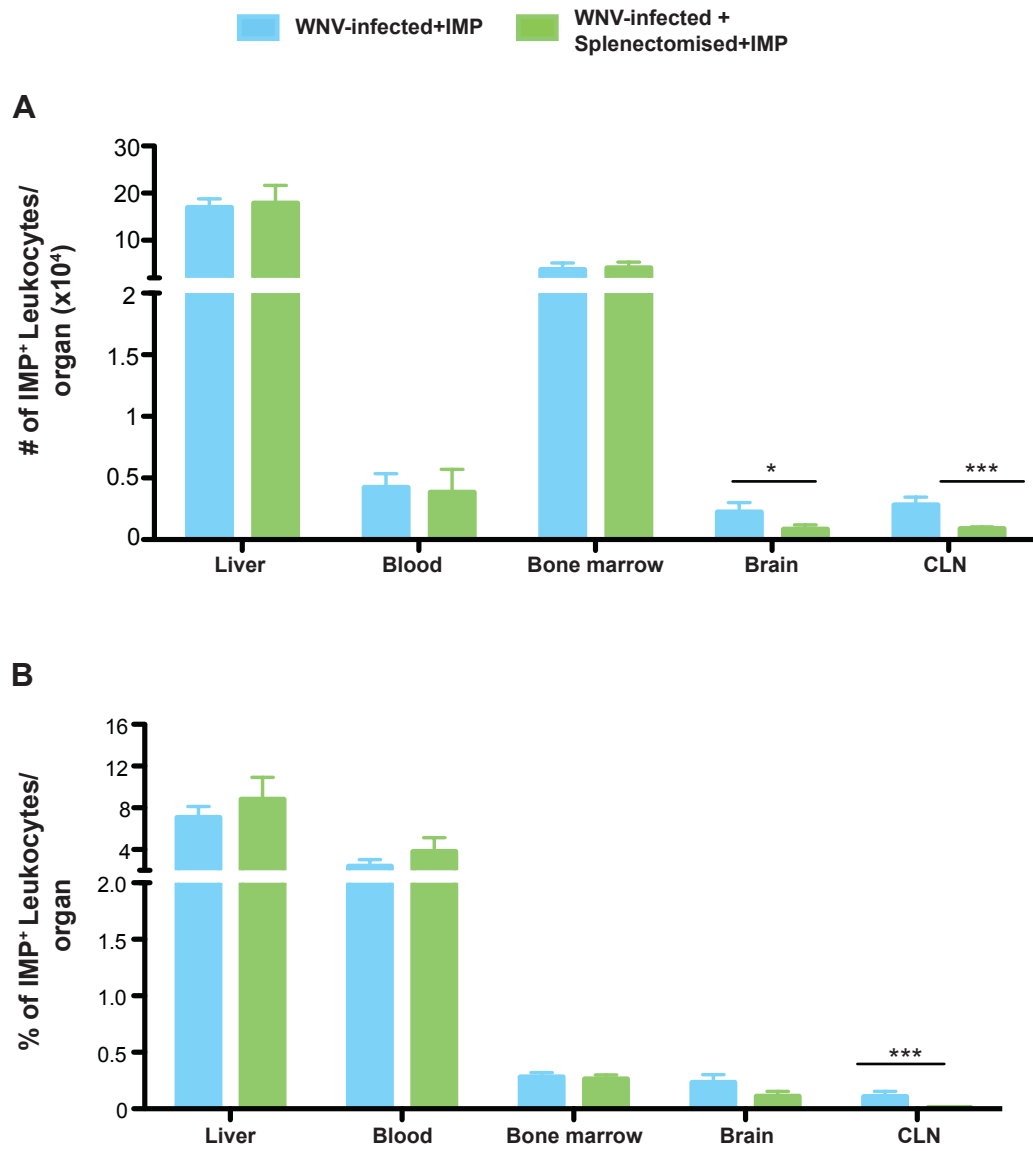 WNV-infected+IMP
WNV-infected +
Splenectomised+IMP
A
# of IMP⁺ Leukocytes/
organ (x10⁴)
30
20
10
2
1.5
1
0.5
0
*
***
Liver
Blood
Bone marrow
Brain
CLN
B
% of IMP⁺ Leukocytes/
organ
16
12
8
4
2.0
1.5
1.0
0.5
0
***
Liver
Blood
Bone marrow
Brain
CLN